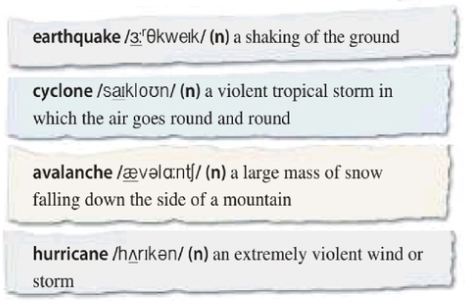 earthquake /ɜːʳθkweɪk/ (n) a shaking of the ground
cyclone /saɪkloʊn/ (n) a violent tropical storm in
which the air goes round and round
avalanche /ævəlɑːntʃ/ (n) a large mass of snow
falling down the side of a mountain
hurricane /hʌrɪkən/ (n) an extremely violent wind or
storm